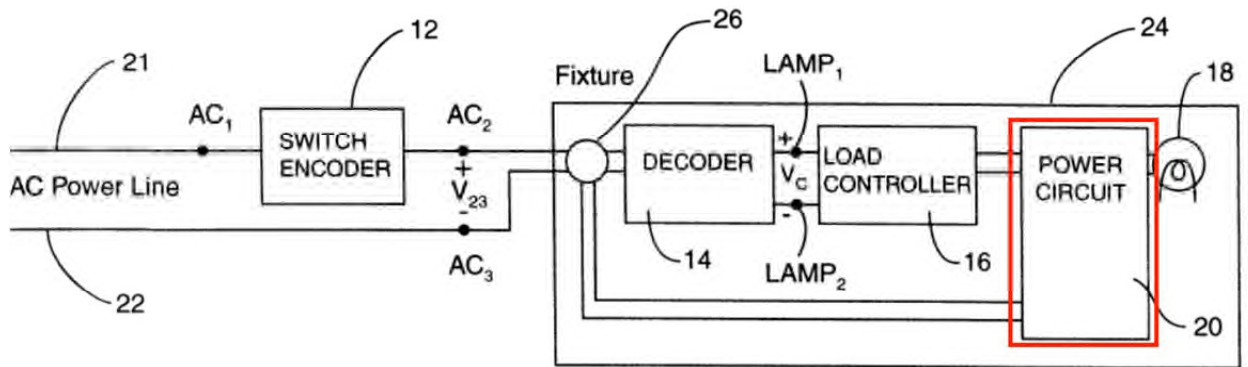 26
24
12
21
18
Fixture
LAMP₁
AC₁
AC₂
SWITCH
ENCODER
+
DECODER
+
LOAD
CONTROLLER
POWER
CIRCUIT
AC Power Line
V₂₃
V_C
-
-
14
16
AC₃
LAMP₂
22
20